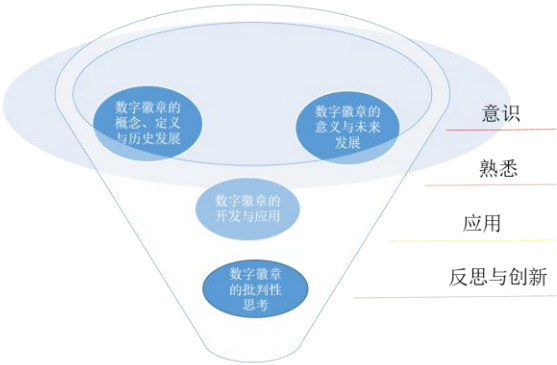 数字徽章的
概念、定义
与历史发展
数字徽章的
意义与未来
发展
数字徽章的
开发与应用
数字徽章
的批判性
思考
意识
熟悉
应用
反思与创新